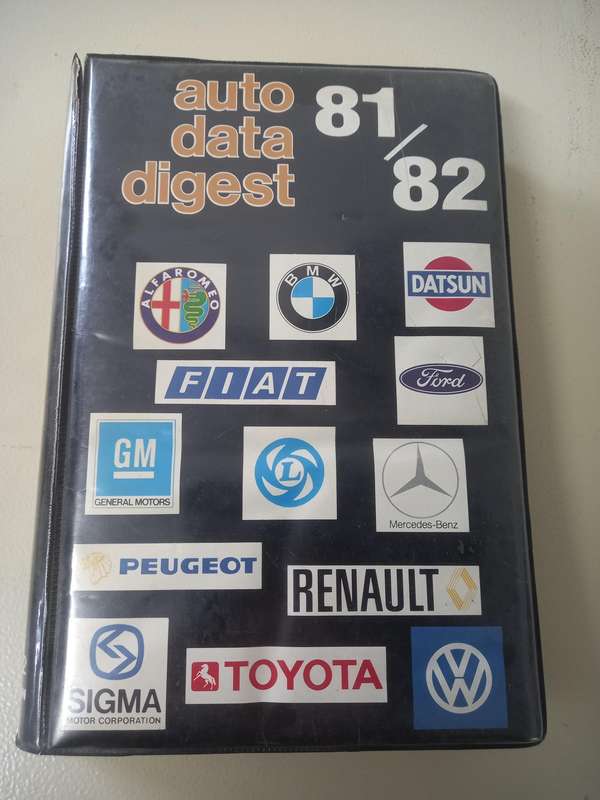 auto
data
digest
81/82
ALFA ROMEO
BMW
DATSUN
FIAT
Ford
GM
GENERAL MOTORS
L
Mercedes-Benz
PEUGEOT
RENAULT
S
SIGMA
MOTOR CORPORATION
TOYOTA
VW